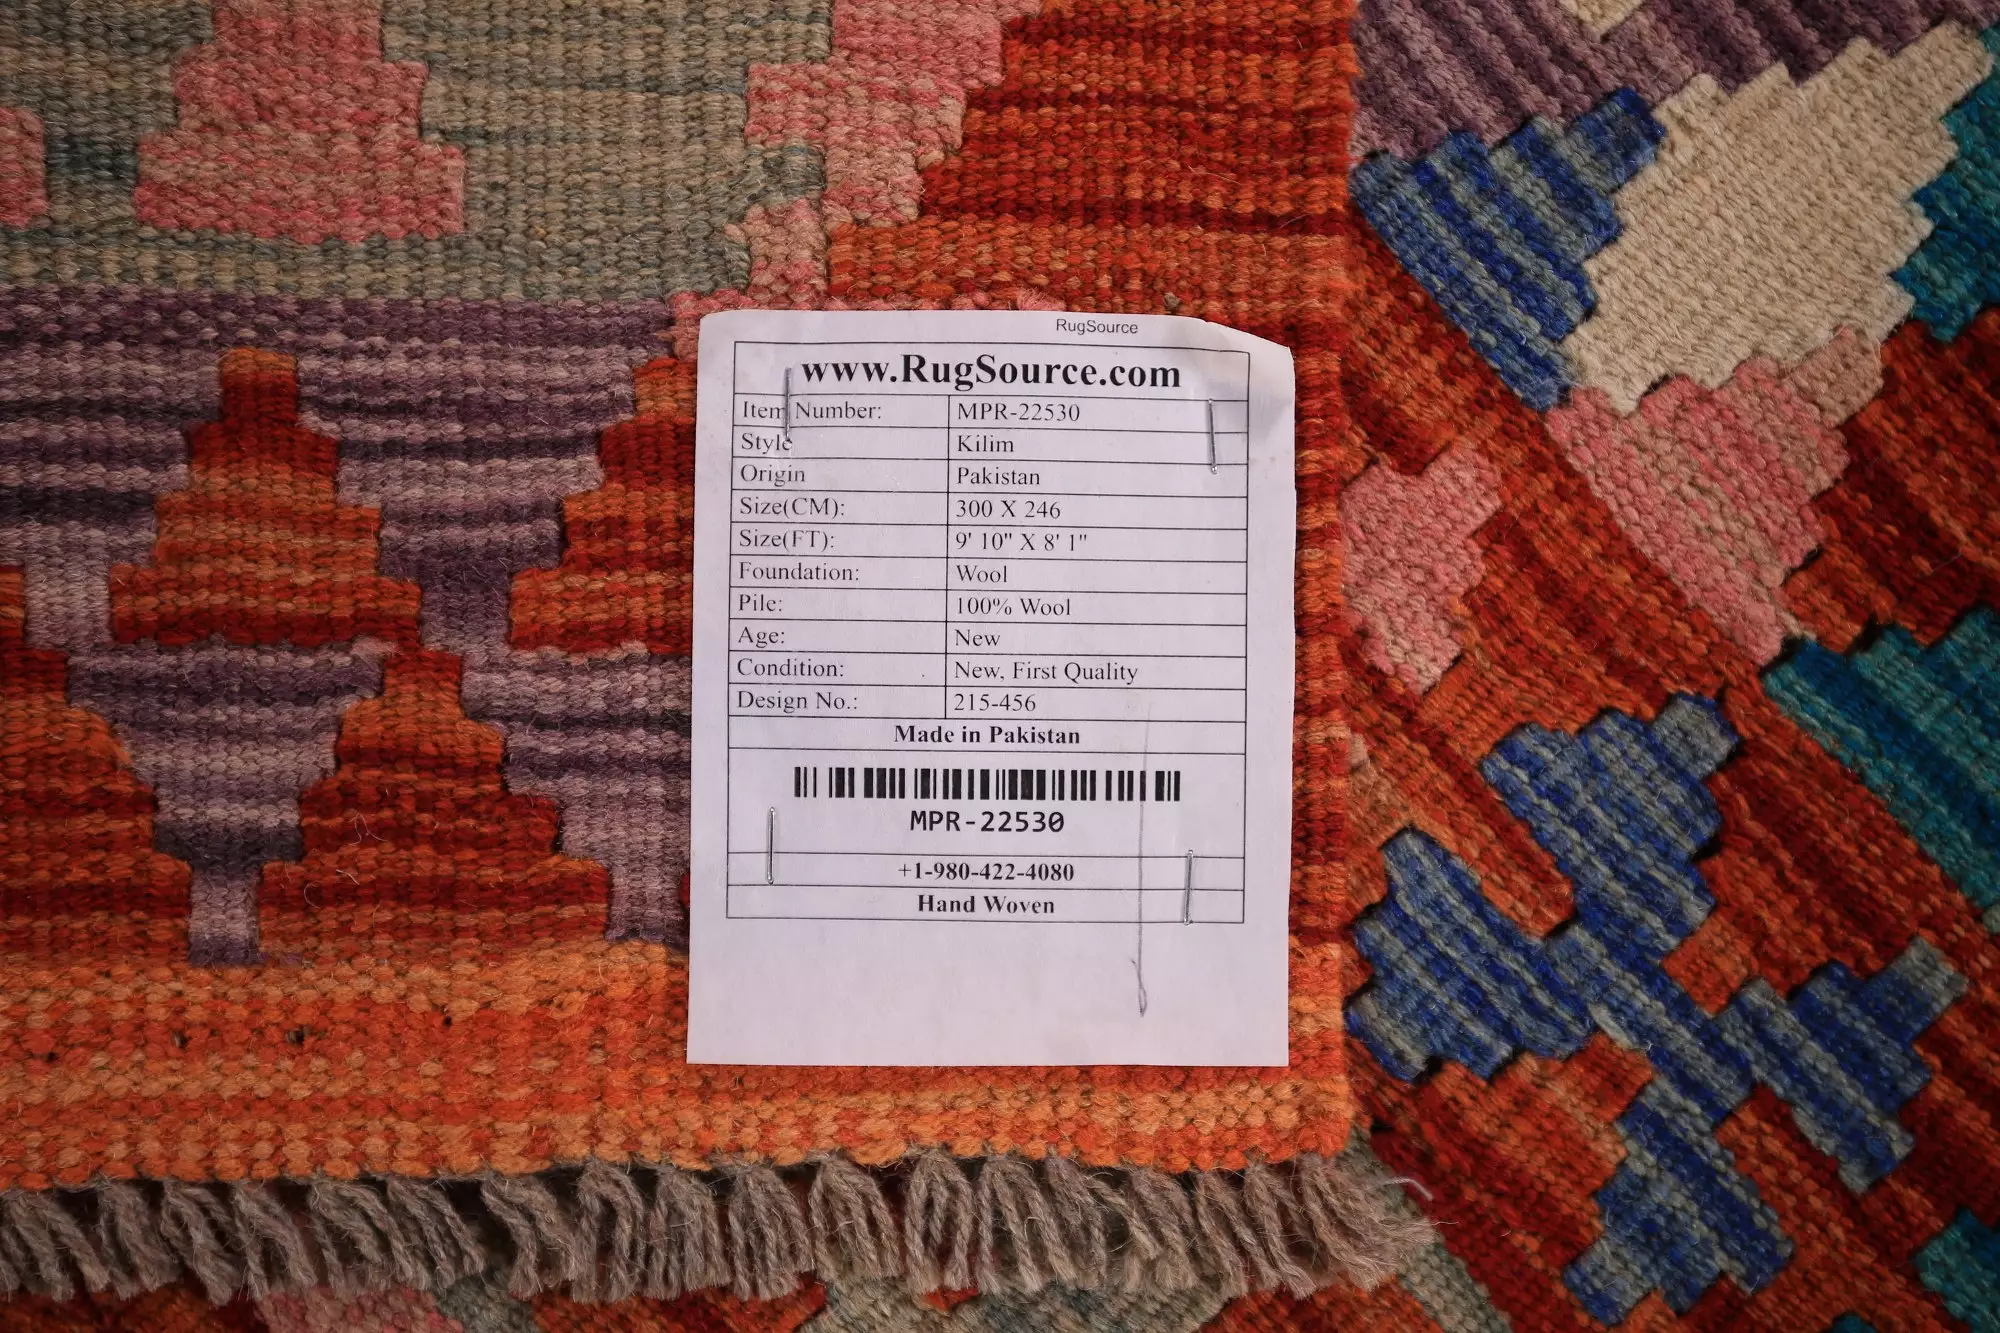 RugSource
www.RugSource.com
Item Number: MPR-22530
Style Kilim
Origin Pakistan
Size(CM): 300 X 246
Size(FT): 9' 10" X 8' 1"
Foundation: Wool
Pile: 100% Wool
Age: New
Condition: New, First Quality
Design No.: 215-456
Made in Pakistan
MPR-22530
+1-980-422-4080
Hand Woven